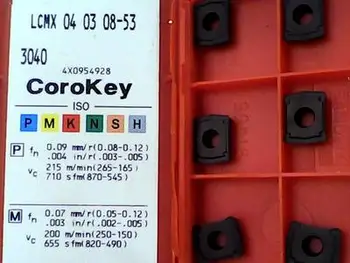 LCMX 04 03 08-53
3040
4X0954928
CoroKey
ISO
P M K N S H
P fn 0.09 mm/r(0.08-0.12)
.004 in/r(.003-.005)
vc 215 m/min(265-165)
710 sfm(870-545)
M fn 0.07 mm/r(0.05-0.12)
.003 in/r(.002-.005)
vc 200 m/min(250-150)
655 sfm(820-490)